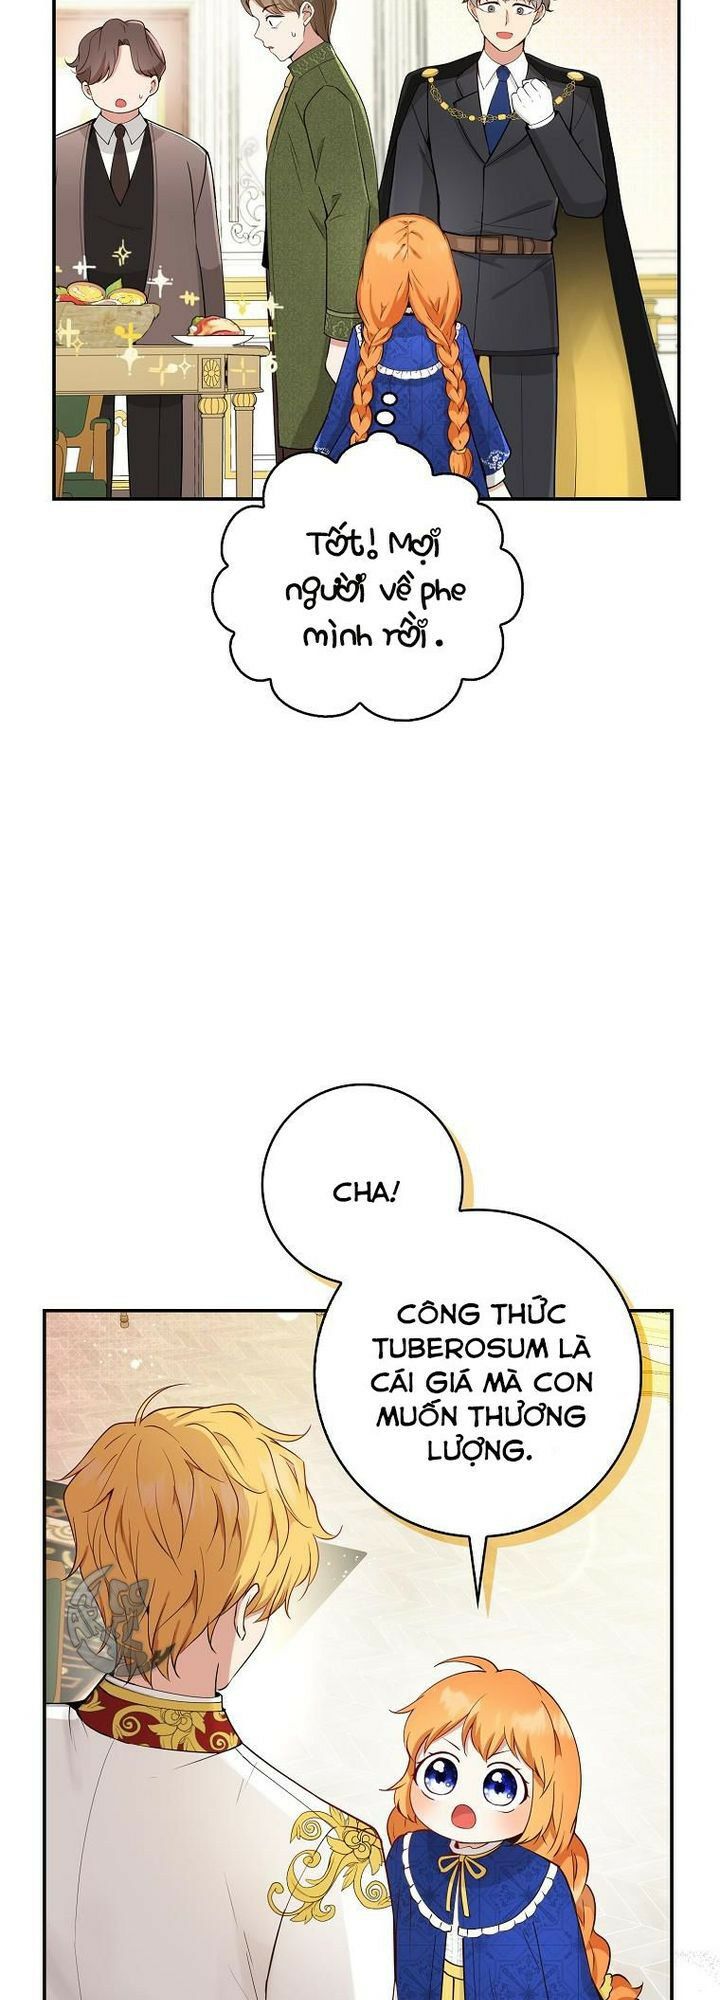 Tốt! Mọi
người về phe
mình rồi.
CHA!
CÔNG THỨC
TUBEROSUM LÀ
CÁI GIÁ MÀ CON
MUỐN THƯƠNG
LƯỢNG.